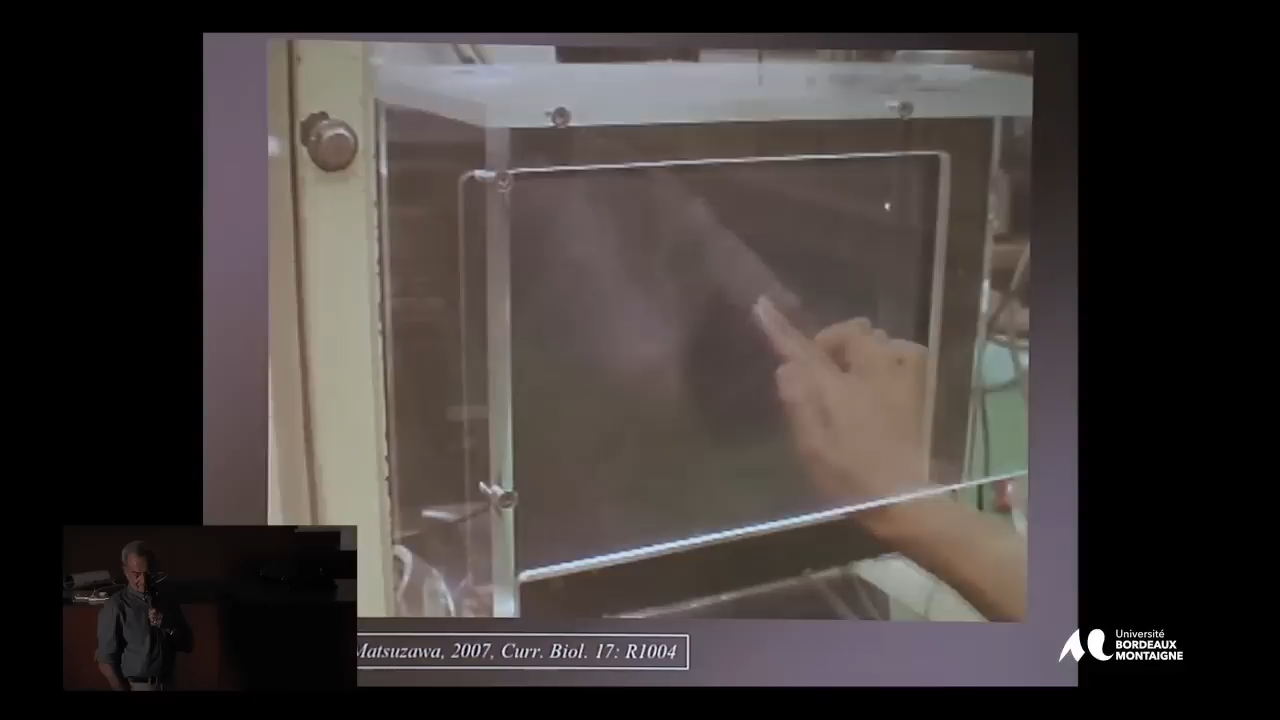 Matsuzawa, 2007, Curr. Biol. 17: R1004
Université
BORDEAUX
MONTAIGNE